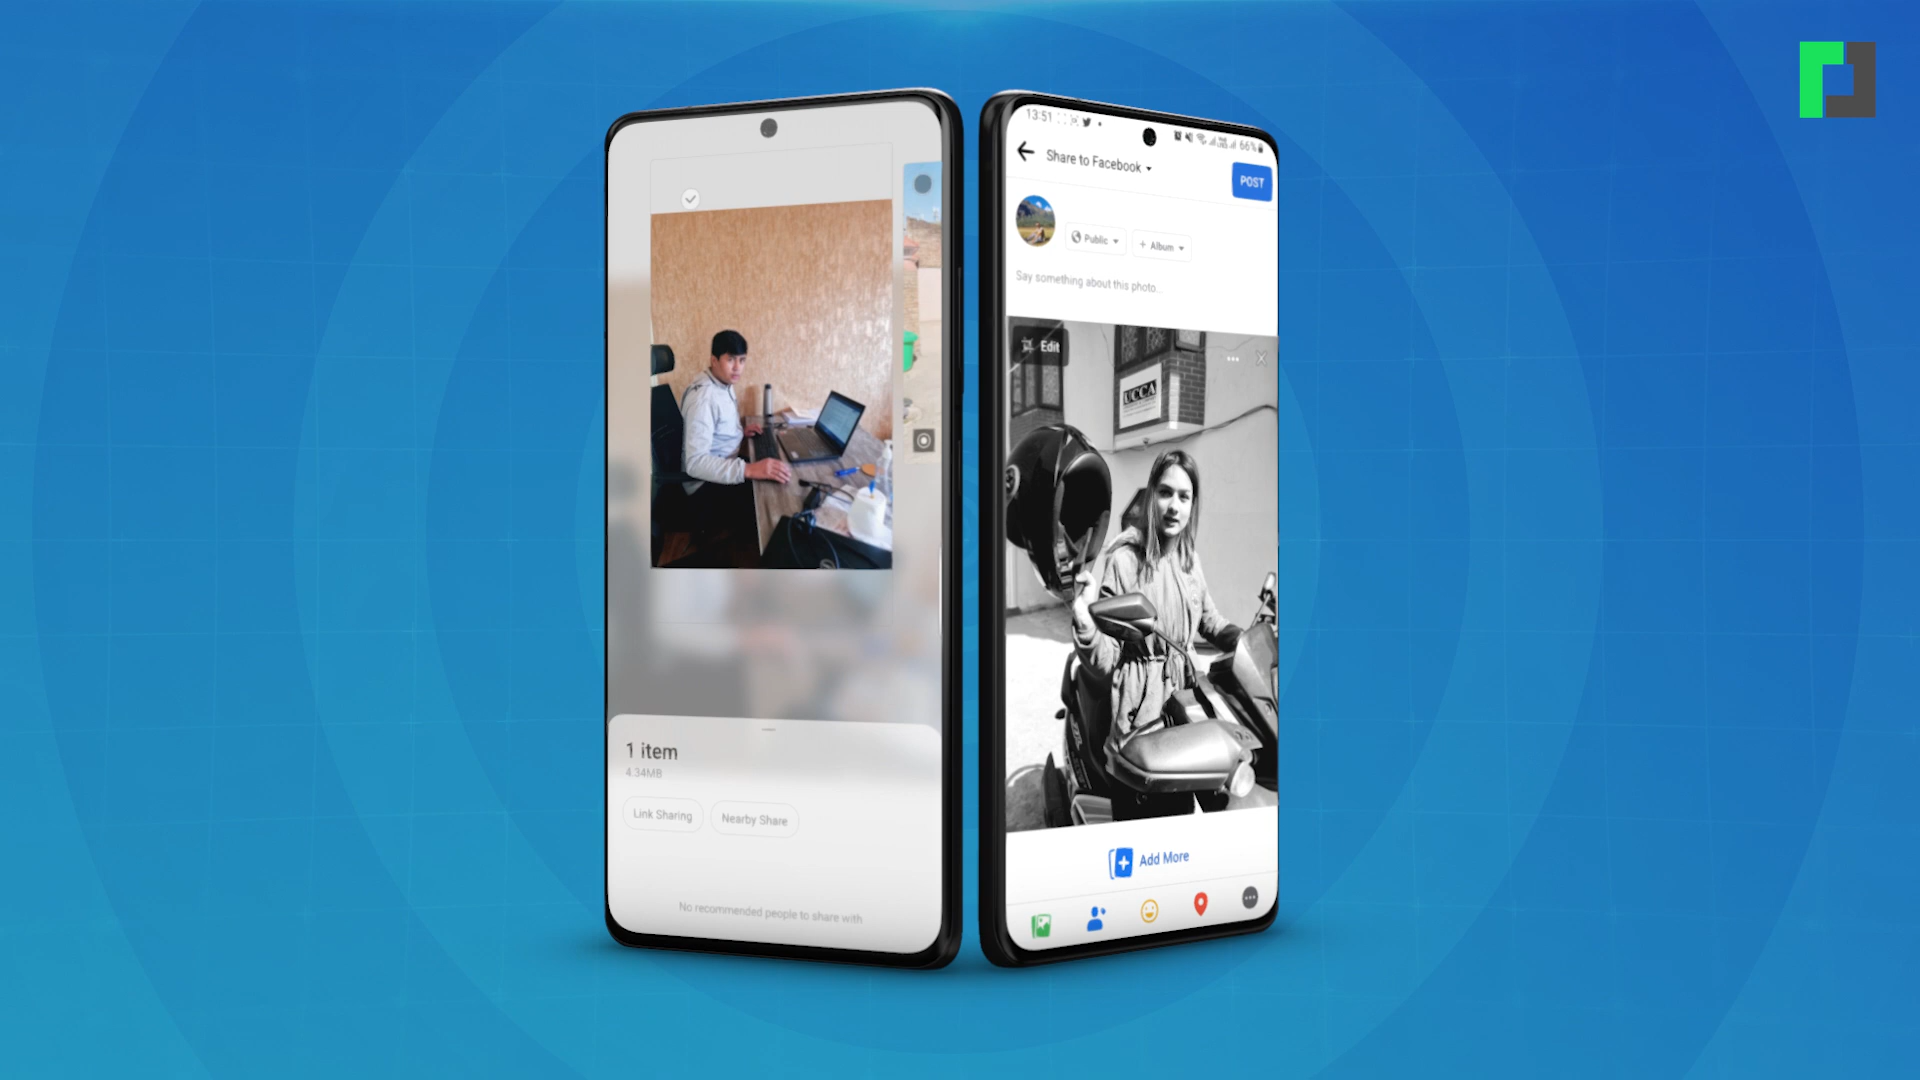 1 item
4.34MB
Link Sharing
Nearby Share
No recommended people to share with
13:51
66%
Share to Facebook
POST
Public
+ Album
Say something about this photo...
Edit
UCCA
Add More